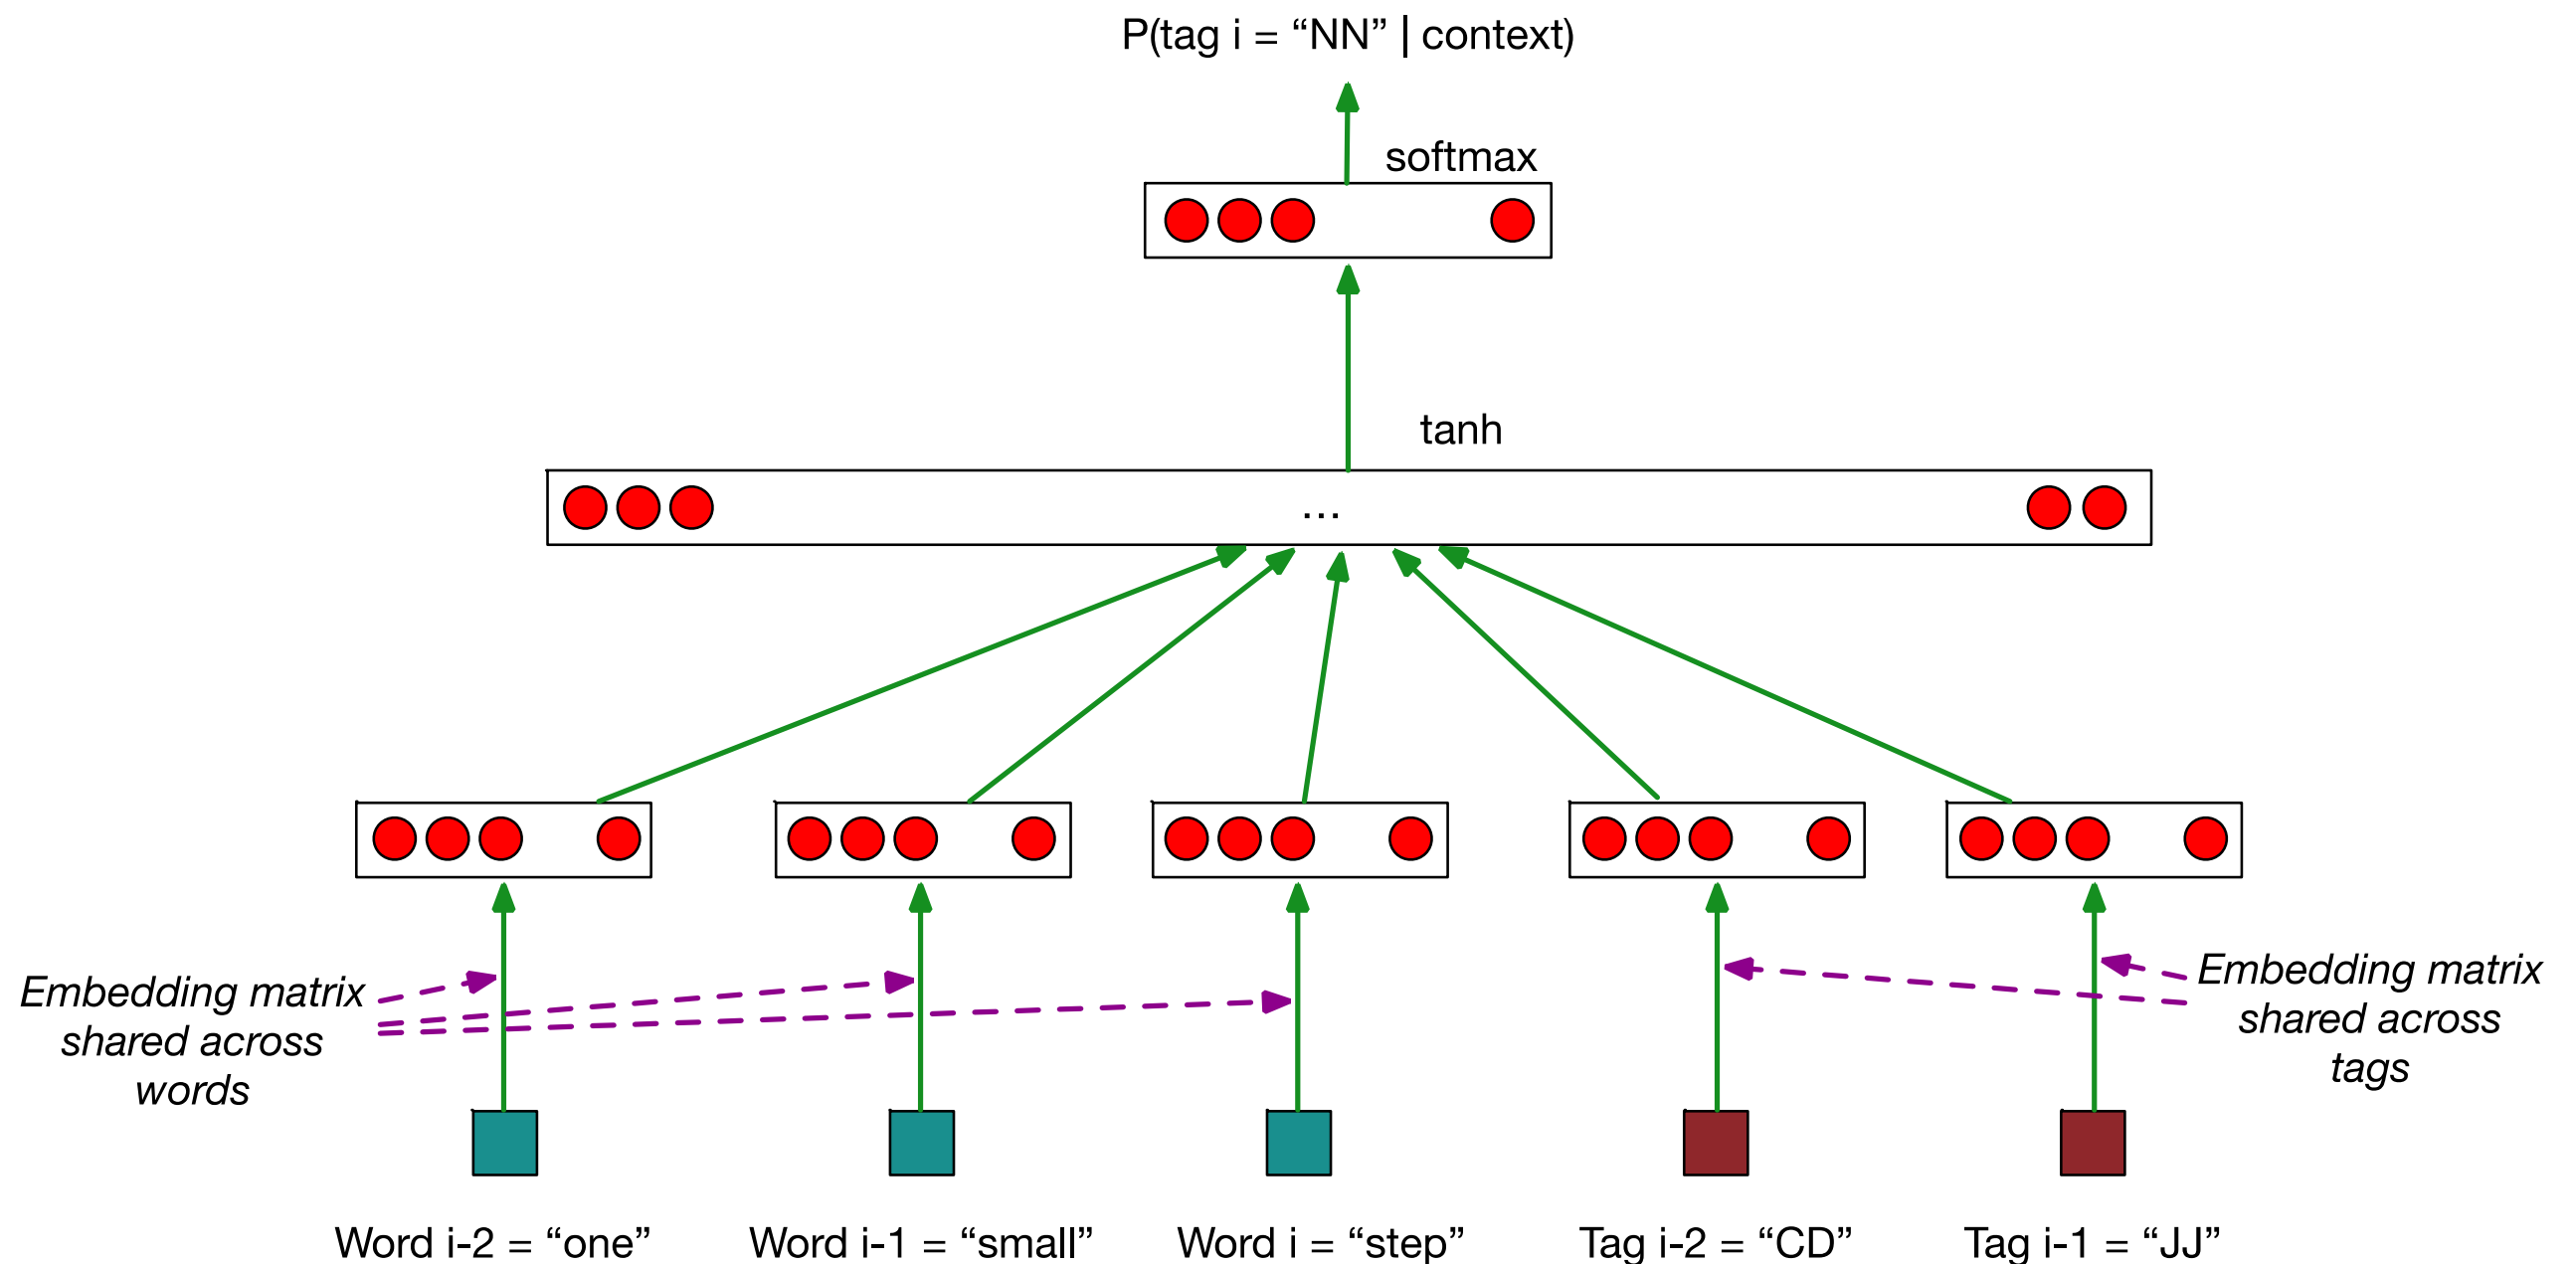 P(tag i = “NN” | context)
softmax
tanh
...
Embedding matrix
shared across
words
Embedding matrix
shared across
tags
Word i-2 = “one”
Word i-1 = “small”
Word i = “step”
Tag i-2 = “CD”
Tag i-1 = “JJ”